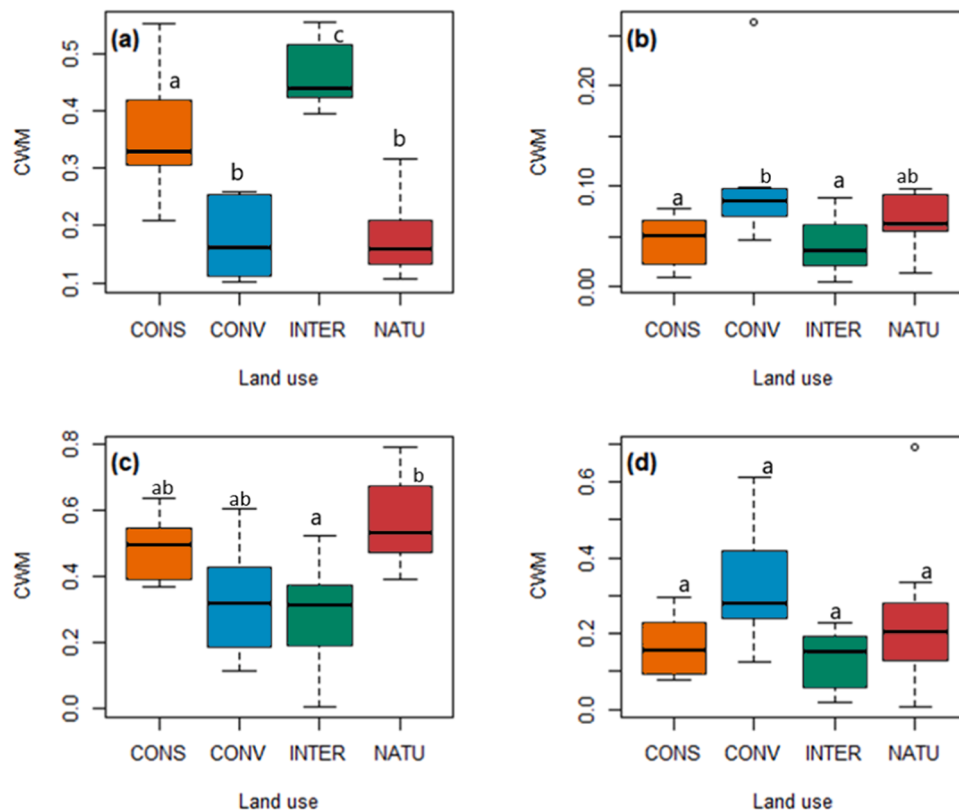 (a)
CWM
0.5
0.4
0.3
0.2
0.1
a
b
c
b
CONS CONV INTER NATU
Land use
(b)
CWM
0.20
0.10
0.00
a
b
a
ab
CONS CONV INTER NATU
Land use
(c)
CWM
0.8
0.6
0.4
0.2
0.0
ab
ab
a
b
CONS CONV INTER NATU
Land use
(d)
CWM
0.6
0.4
0.2
0.0
a
a
a
a
CONS CONV INTER NATU
Land use